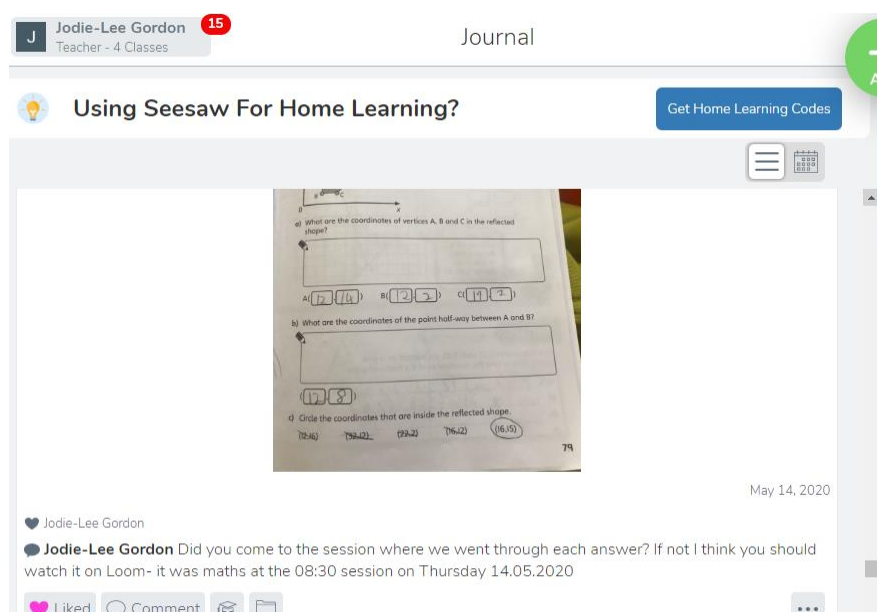 J
Jodie-Lee Gordon
15
Teacher - 4 Classes
Journal
Using Seesaw For Home Learning?
Get Home Learning Codes
a) What are the coordinates of vertices A, B and C in the reflected
shape?
A(12, 14) B(12, 2) C(19, 2)
b) What are the coordinates of the point half-way between A and B?
(12, 8)
c) Circle the coordinates that are inside the reflected shape.
(16,12) (16,15)
79
May 14, 2020
Jodie-Lee Gordon
Jodie-Lee Gordon Did you come to the session where we went through each answer? If not I think you should
watch it on Loom- it was maths at the 08:30 session on Thursday 14.05.2020
Liked Comment